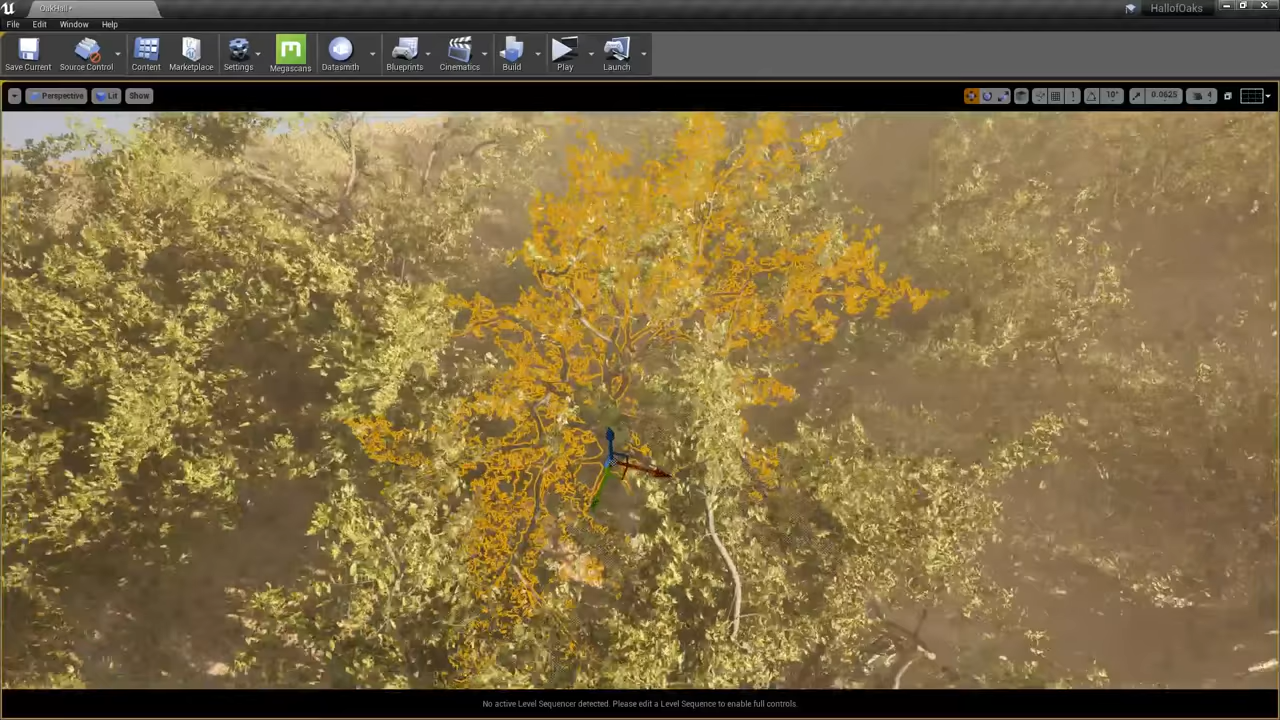 OakHall*
HallofOaks
File Edit Window Help
Save Current Source Control Content Marketplace Settings Megascans Datasmith Blueprints Cinematics Build Play Launch
Perspective Lit Show 1 10° 0.0625 4
No active Level Sequencer detected. Please edit a Level Sequence to enable full controls.